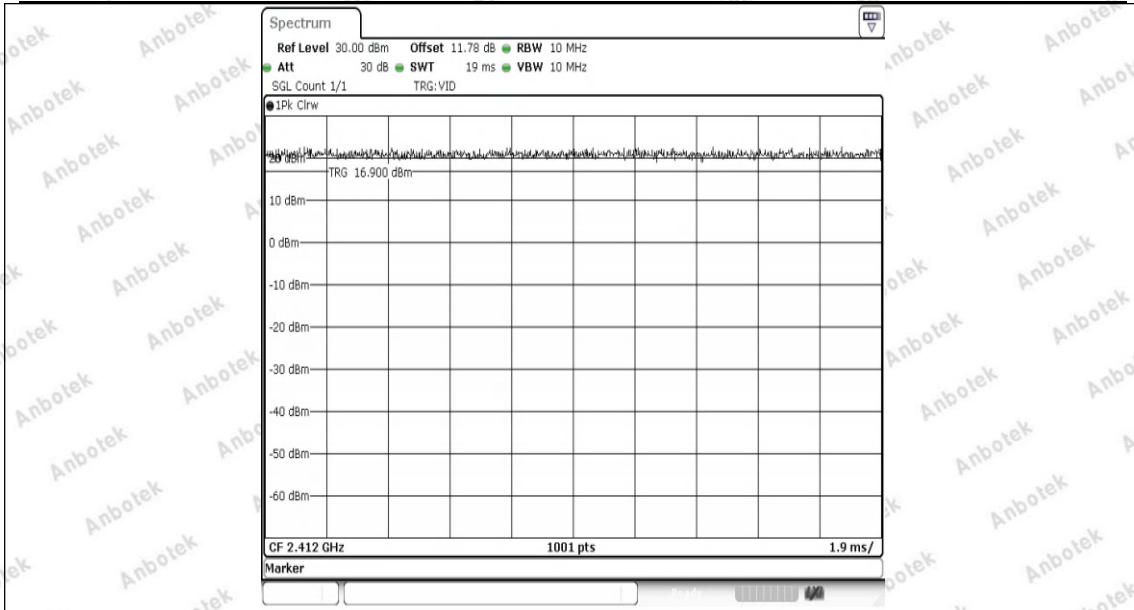 Spectrum
Ref Level 30.00 dBm Offset 11.78 dB RBW 10 MHz
Att 30 dB SWT 19 ms VBW 10 MHz
SGL Count 1/1 TRG:VID
1Pk Clrw
20 dBm
TRG 16.900 dBm
10 dBm
0 dBm
-10 dBm
-20 dBm
-30 dBm
-40 dBm
-50 dBm
-60 dBm
CF 2.412 GHz 1001 pts 1.9 ms/
Marker
Ready
Anbotek